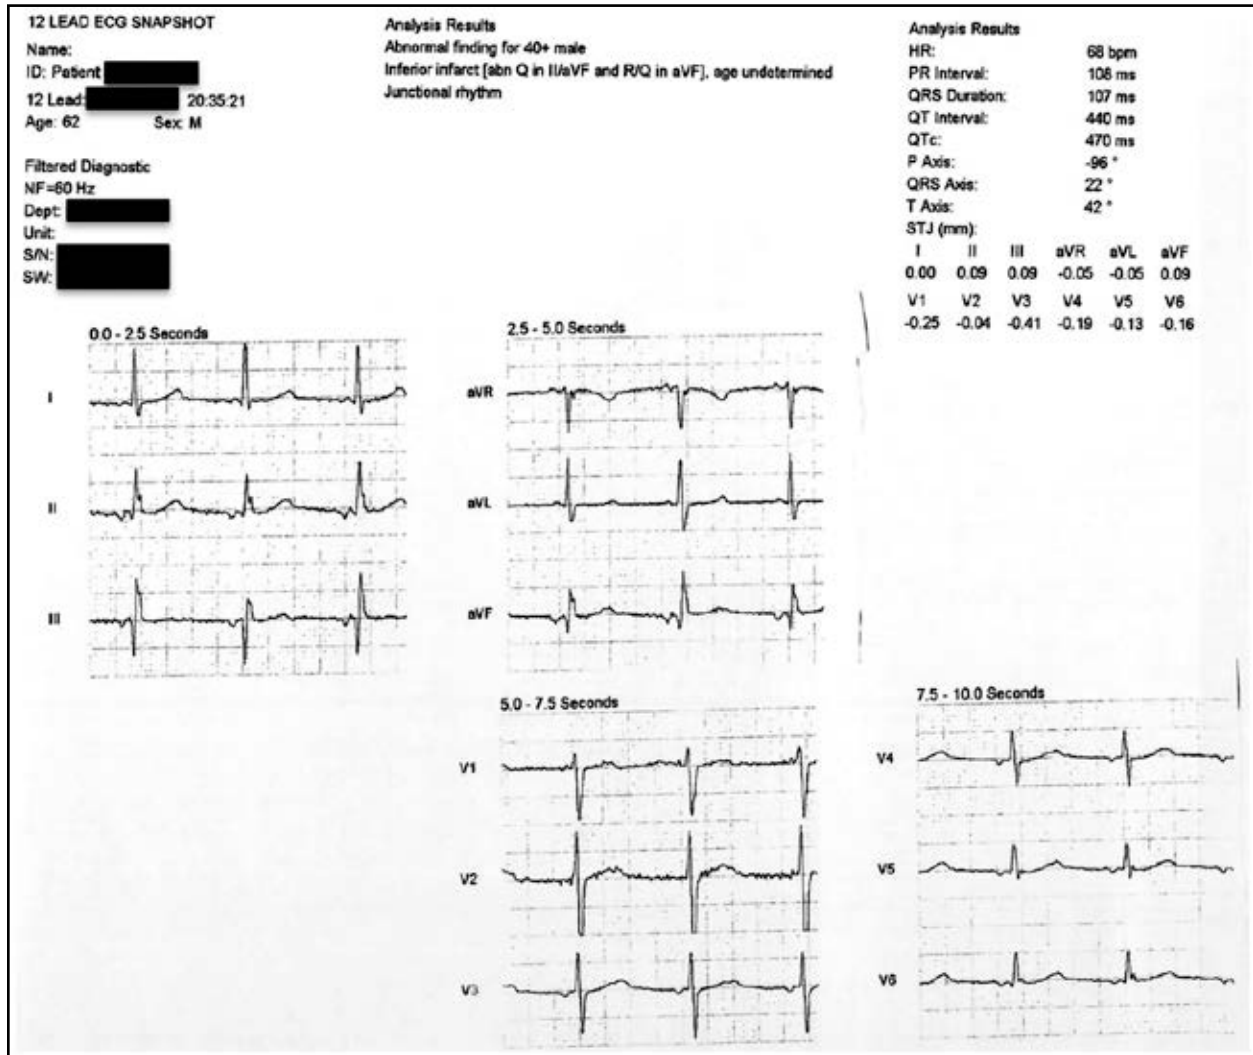 12 LEAD ECG SNAPSHOT
Name:
ID: Patient
12 Lead: 20:35:21
Age: 62 Sex: M
Filtered Diagnostic
NF=60 Hz
Dept:
Unit:
S/N:
SW:
Analysis Results
Abnormal finding for 40+ male
Inferior infarct [abn Q in II/aVF and R/Q in aVF], age undetermined
Junctional rhythm
Analysis Results
HR: 68 bpm
PR Interval: 108 ms
QRS Duration: 107 ms
QT Interval: 440 ms
QTc: 470 ms
P Axis: -96 °
QRS Axis: 22 °
T Axis: 42 °
STJ (mm):
I II III aVR aVL aVF
0.00 0.09 0.09 -0.05 -0.05 0.09
V1 V2 V3 V4 V5 V6
-0.25 -0.04 -0.41 -0.19 -0.13 -0.16
0.0 - 2.5 Seconds
I
II
III
2.5 - 5.0 Seconds
aVR
aVL
aVF
5.0 - 7.5 Seconds
V1
V2
V3
7.5 - 10.0 Seconds
V4
V5
V6